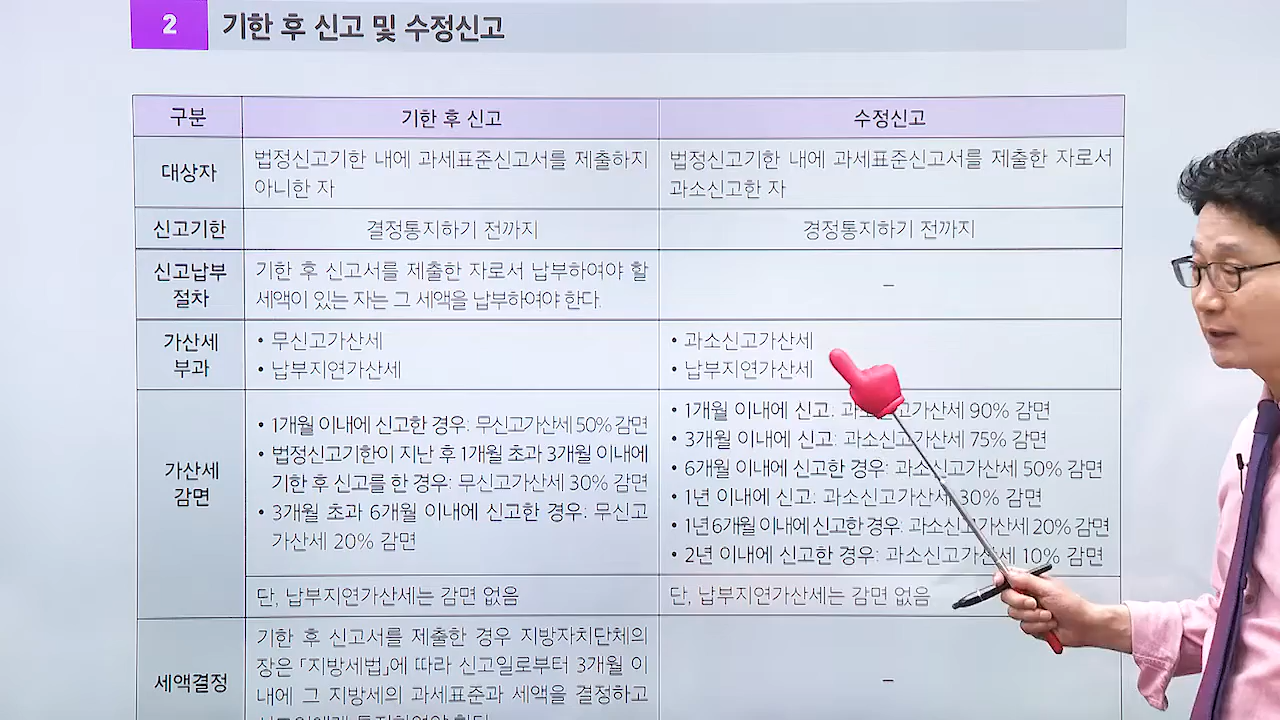 2 기한 후 신고 및 수정신고
구분
기한 후 신고
수정신고
대상자
법정신고기한 내에 과세표준신고서를 제출하지
아니한 자
법정신고기한 내에 과세표준신고서를 제출한 자로서
과소신고한 자
신고기한
결정통지하기 전까지
경정통지하기 전까지
신고납부
절차
기한 후 신고서를 제출한 자로서 납부하여야 할
세액이 있는 자는 그 세액을 납부하여야 한다.
–
가산세
부과
• 무신고가산세
• 납부지연가산세
• 과소신고가산세
• 납부지연가산세
가산세
감면
• 1개월 이내에 신고한 경우: 무신고가산세 50% 감면
• 법정신고기한이 지난 후 1개월 초과 3개월 이내에
기한 후 신고를 한 경우: 무신고가산세 30% 감면
• 3개월 초과 6개월 이내에 신고한 경우: 무신고
가산세 20% 감면
• 1개월 이내에 신고: 과소신고가산세 90% 감면
• 3개월 이내에 신고: 과소신고가산세 75% 감면
• 6개월 이내에 신고한 경우: 과소신고가산세 50% 감면
• 1년 이내에 신고: 과소신고가산세 30% 감면
• 1년 6개월 이내에 신고한 경우: 과소신고가산세 20% 감면
• 2년 이내에 신고한 경우: 과소신고가산세 10% 감면
단, 납부지연가산세는 감면 없음
단, 납부지연가산세는 감면 없음
세액결정
기한 후 신고서를 제출한 경우 지방자치단체의
장은 「지방세법」에 따라 신고일로부터 3개월 이
내에 그 지방세의 과세표준과 세액을 결정하고
–